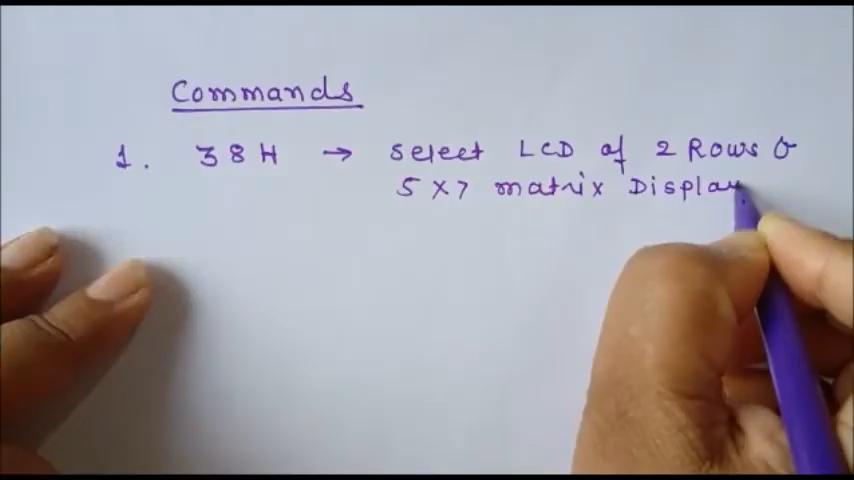 Commands
1. 38H → Select LCD of 2 Rows &
5x7 matrix Display